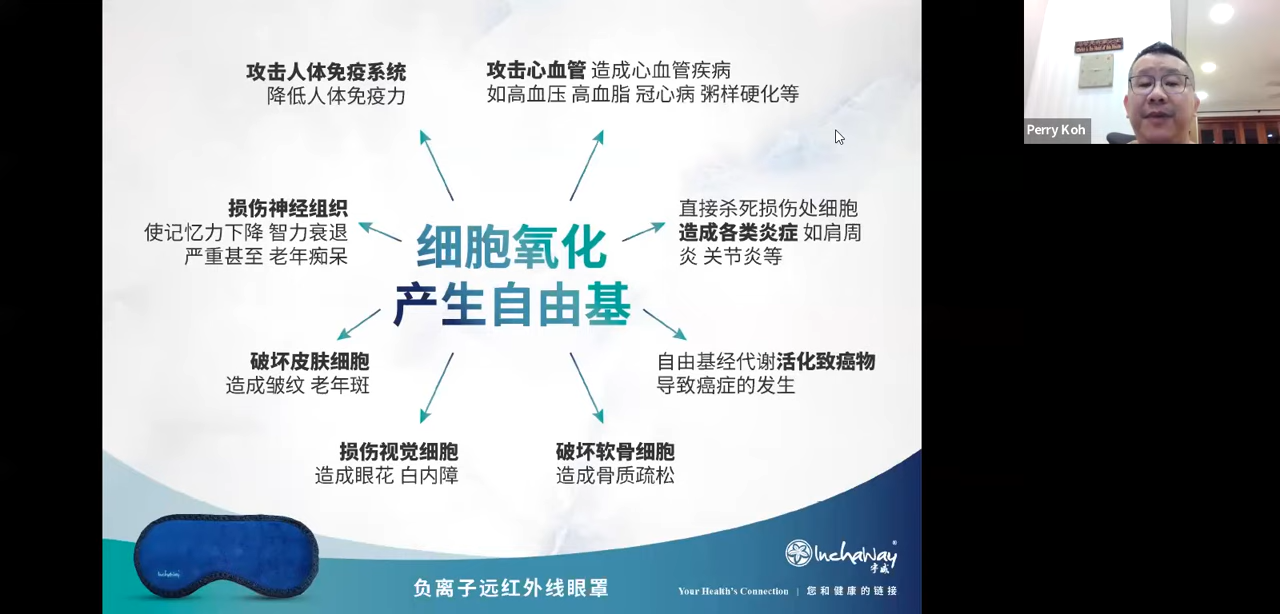 攻击人体免疫系统
降低人体免疫力
攻击心血管 造成心血管疾病
如高血压 高血脂 冠心病 粥样硬化等
损伤神经组织
使记忆力下降 智力衰退
严重甚至 老年痴呆
直接杀死损伤处细胞
造成各类炎症 如肩周
炎 关节炎等
细胞氧化
产生自由基
破坏皮肤细胞
造成皱纹 老年斑
自由基经代谢活化致癌物
导致癌症的发生
损伤视觉细胞
造成眼花 白内障
破坏软骨细胞
造成骨质疏松
Inchaway
负离子远红外线眼罩
Inchaway®
宇威
Your Health's Connection | 您和健康的链接
Perry Koh